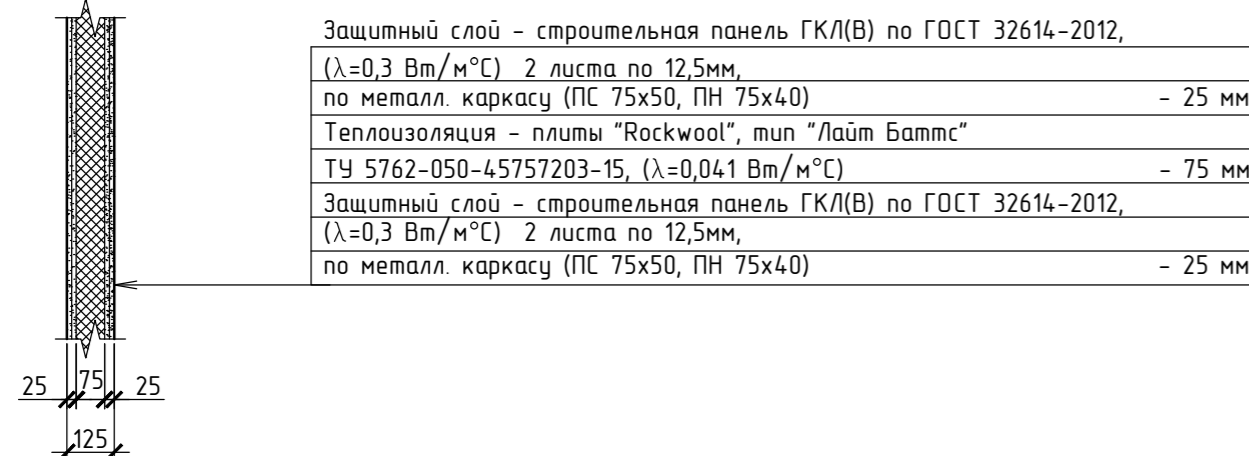 Защитный слой - строительная панель ГКЛ(В) по ГОСТ 32614-2012,
(λ=0,3 Вт/м°С) 2 листа по 12,5мм,
по металл. каркасу (ПС 75х50, ПН 75х40) - 25 мм
Теплоизоляция - плиты "Rockwool", тип "Лайт Баттс"
ТУ 5762-050-45757203-15, (λ=0,041 Вт/м°С) - 75 мм
Защитный слой - строительная панель ГКЛ(В) по ГОСТ 32614-2012,
(λ=0,3 Вт/м°С) 2 листа по 12,5мм,
по металл. каркасу (ПС 75х50, ПН 75х40) - 25 мм
25 75 25
125